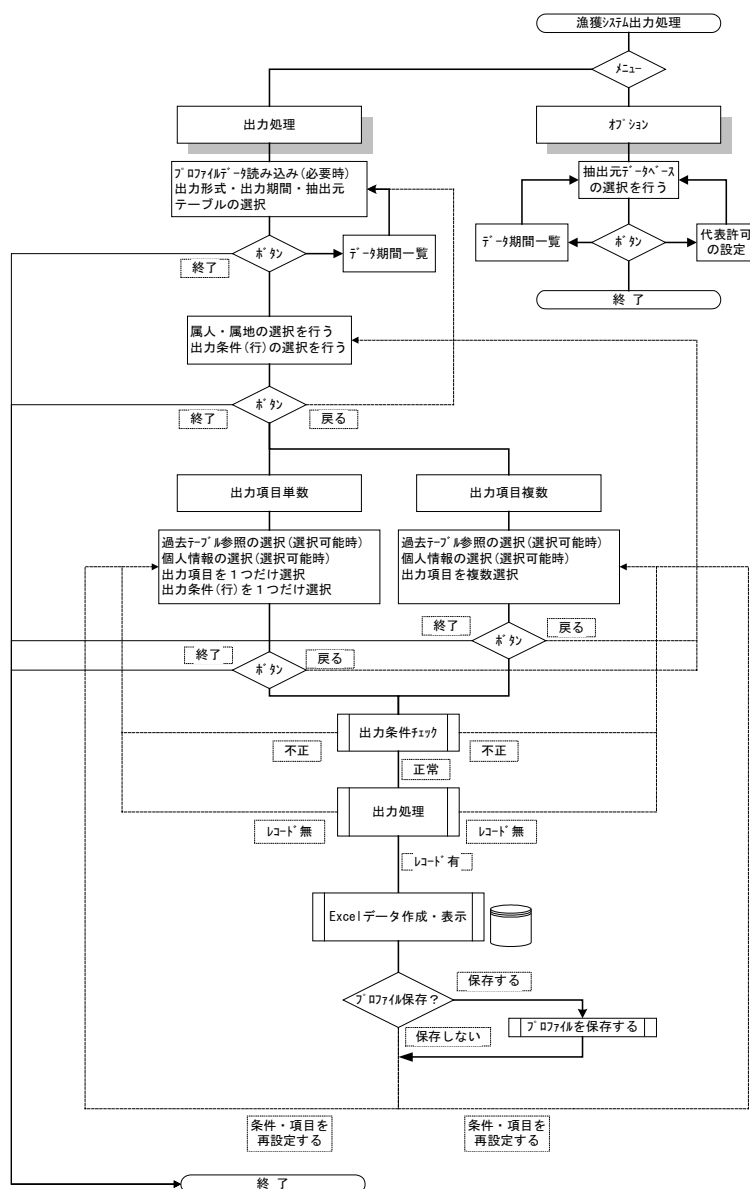 漁獲ｼｽﾃﾑ出力処理
ﾒﾆｭｰ
出力処理
ｵﾌﾟｼｮﾝ
ﾌﾟﾛﾌｧｲﾙデータ読み込み(必要時)
出力形式・出力期間・抽出元
テーブルの選択
抽出元データﾍﾞｰｽ
の選択を行う
ﾎﾞﾀﾝ
終了
ﾃﾞｰﾀ期間一覧
ﾃﾞｰﾀ期間一覧
ﾎﾞﾀﾝ
代表許可
の設定
終 了
属人・属地の選択を行う
出力条件(行)の選択を行う
ﾎﾞﾀﾝ
終了
戻る
出力項目単数
出力項目複数
過去ﾃｰﾌﾞﾙ参照の選択(選択可能時)
個人情報の選択(選択可能時)
出力項目を１つだけ選択
出力条件(行)を１つだけ選択
過去ﾃｰﾌﾞﾙ参照の選択(選択可能時)
個人情報の選択(選択可能時)
出力項目を複数選択
終了
ﾎﾞﾀﾝ
戻る
終了
ﾎﾞﾀﾝ
戻る
出力条件ﾁｪｯｸ
不正
不正
正常
出力処理
ﾚｺｰﾄﾞ無
ﾚｺｰﾄﾞ無
ﾚｺｰﾄﾞ有
Excelデータ作成・表示
保存する
ﾌﾟﾛﾌｧｲﾙ保存？
ﾌﾟﾛﾌｧｲﾙを保存する
保存しない
条件・項目を
再設定する
条件・項目を
再設定する
終 了